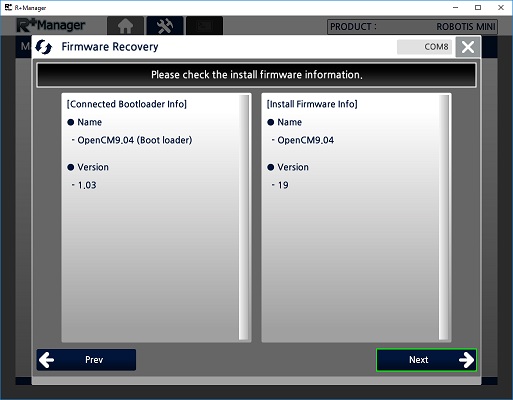 R+Manager
R+Manager
PRODUCT :
ROBOTIS MINI
Firmware Recovery
COM8
Please check the install firmware information.
[Connected Bootloader Info]
● Name
- OpenCM9.04 (Boot loader)
● Version
- 1.03
[Install Firmware Info]
● Name
- OpenCM9.04
● Version
- 19
Prev
Next